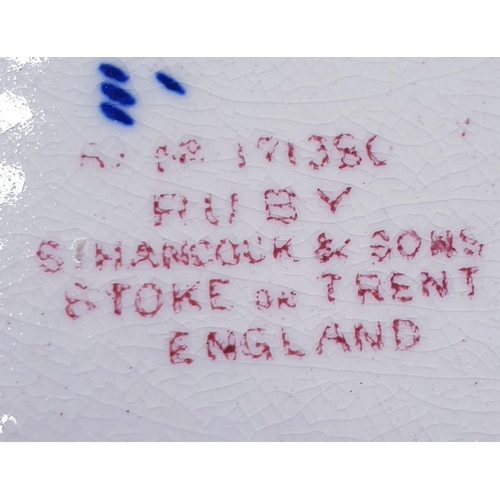 RUBY
S. HANCOCK & SONS
STOKE ON TRENT
ENGLAND